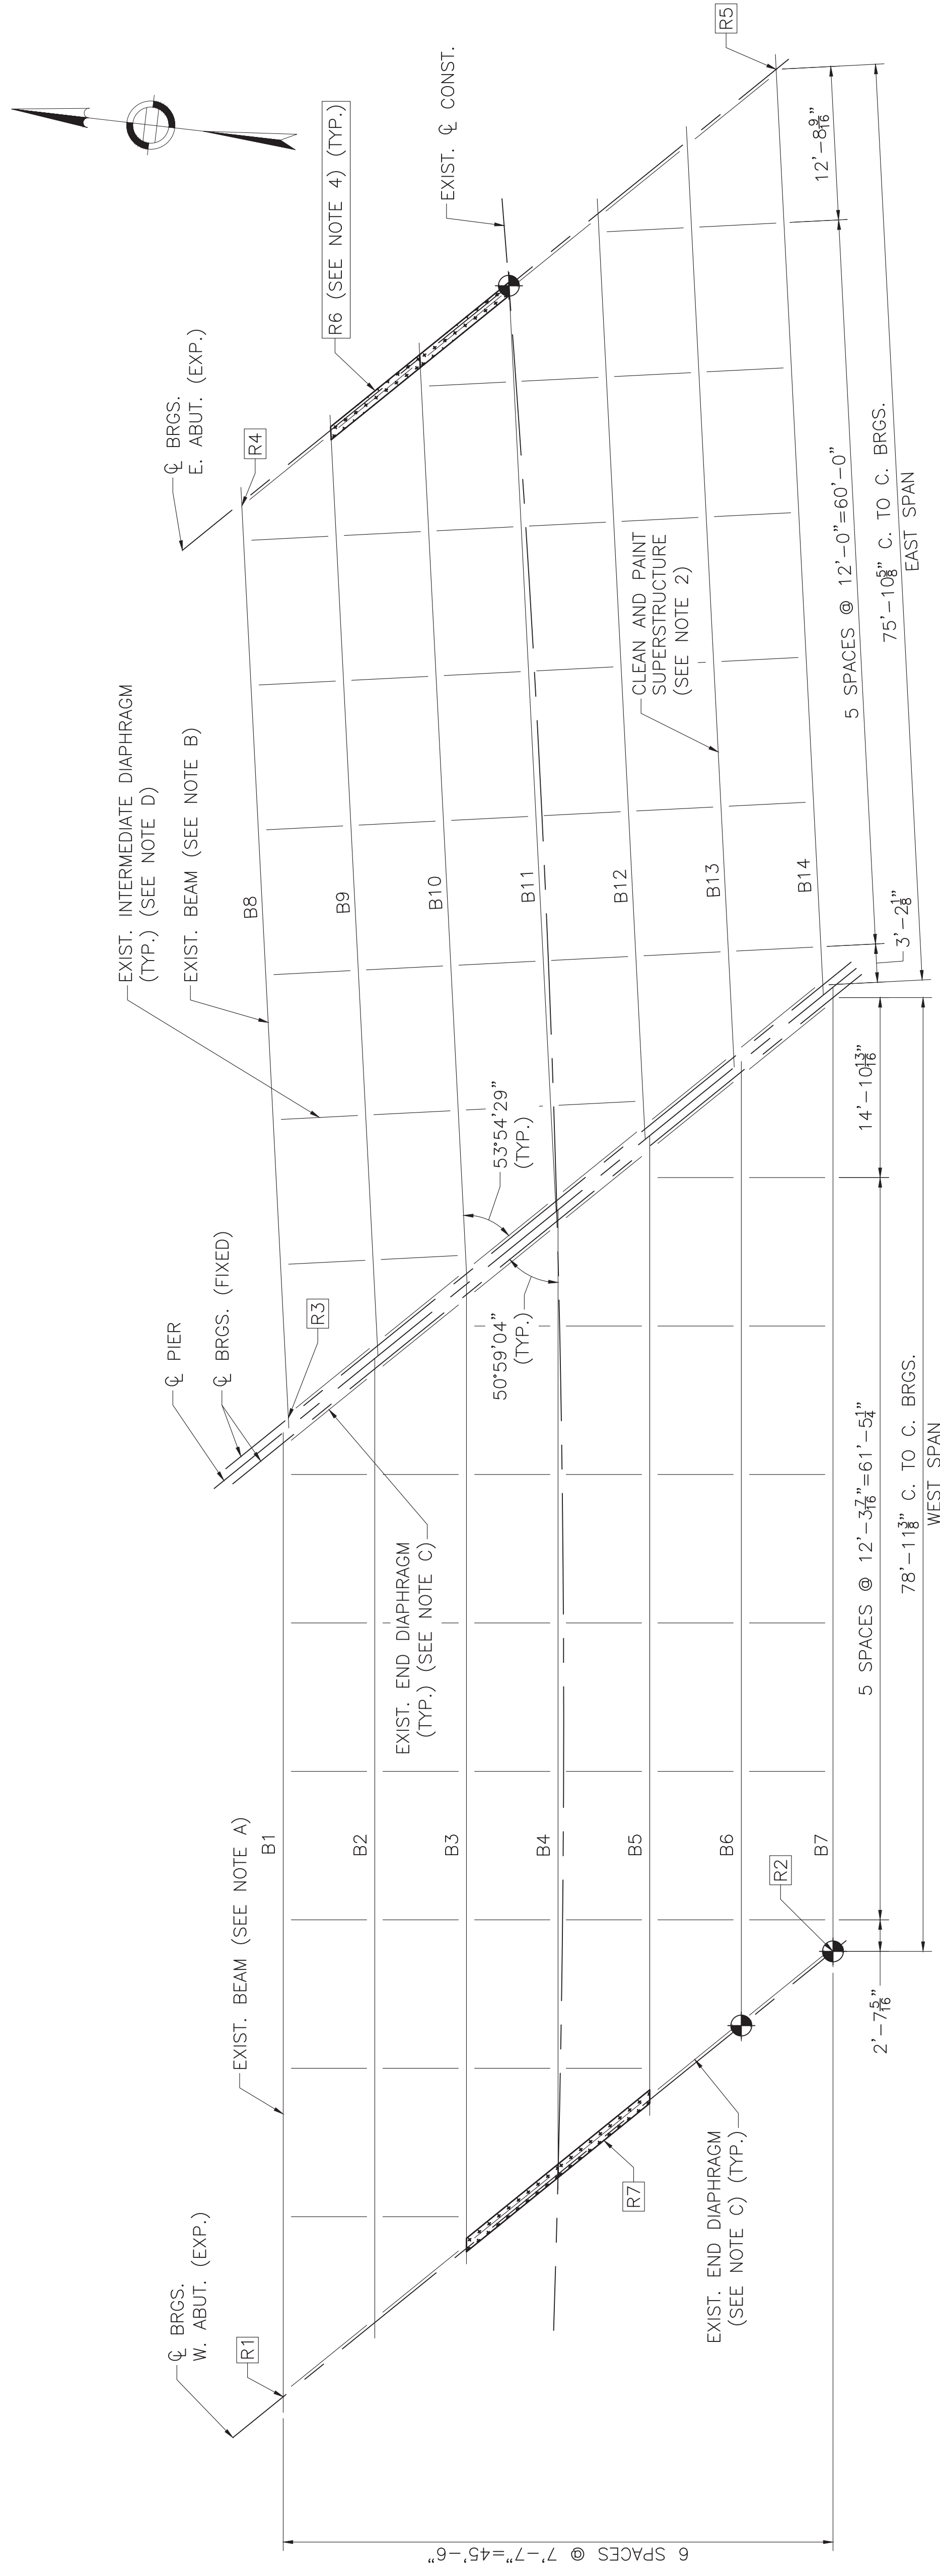 ℄ BRGS.
W. ABUT. (EXP.)
R1
EXIST. BEAM (SEE NOTE A)
℄ PIER
℄ BRGS. (FIXED)
R3
EXIST. INTERMEDIATE DIAPHRAGM
(TYP.) (SEE NOTE D)
EXIST. BEAM (SEE NOTE B)
℄ BRGS.
E. ABUT. (EXP.)
R4
R6 (SEE NOTE 4) (TYP.)
EXIST. ℄ CONST.
R5
B1
B2
B3
B4
B5
B6
B7
B8
B9
B10
B11
B12
B13
B14
EXIST. END DIAPHRAGM
(TYP.) (SEE NOTE C)
50°59'04"
(TYP.)
53°54'29"
(TYP.)
CLEAN AND PAINT
SUPERSTRUCTURE
(SEE NOTE 2)
R7
R2
EXIST. END DIAPHRAGM
(SEE NOTE C) (TYP.)
6 SPACES @ 7'-7"=45'-6"
2'-7 5/16"
5 SPACES @ 12'-3 7/16"=61'-5 1/4"
14'-10 13/16"
78'-11 3/8" C. TO C. BRGS.
WEST SPAN
3'-2 1/8"
5 SPACES @ 12'-0"=60'-0"
12'-8 9/16"
75'-10 5/8" C. TO C. BRGS.
EAST SPAN